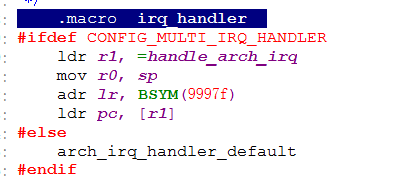 */
.macro irq_handler
#ifdef CONFIG_MULTI_IRQ_HANDLER
ldr r1, =handle_arch_irq
mov r0, sp
adr lr, BSYM(9997f)
ldr pc, [r1]
#else
arch_irq_handler_default
#endif